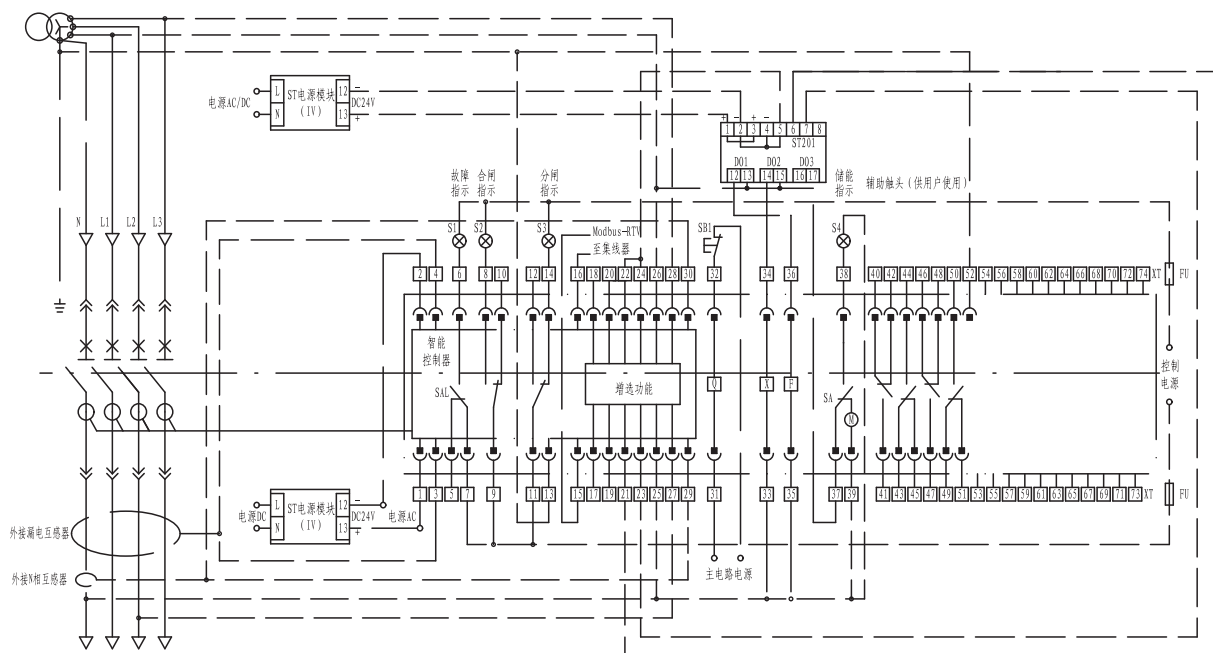 电源AC/DC
L
N
ST电源模块
(IV)
12
13
-
DC24V
+
+ - + -
1 2 3 4 5 6 7 8
ST201
DO1 DO2 DO3
12 13 14 15 16 17
故障
指示
合闸
指示
分闸
指示
储能
指示
辅助触头（供用户使用）
N L1 L2 L3
S1 S2 S3
Modbus-RTV
至集线器
SB1
S4
2 4 6 8 10 12 14 16 18 20 22 24 26 28 30 32 34 36 38 40 42 44 46 48 50 52 54 56 58 60 62 64 66 68 70 72 74 XT FU
智能
控制器
增选功能
SAL
Q X F
SA
M
控制
电源
1 3 5 7 9 11 13 15 17 19 21 23 25 27 29 31 33 35 37 39 41 43 45 47 49 51 53 55 57 59 61 63 65 67 69 71 73 XT FU
电源DC
L
N
ST电源模块
(IV)
12
13
-
DC24V
+
电源AC
外接漏电互感器
外接N相互感器
主电路电源